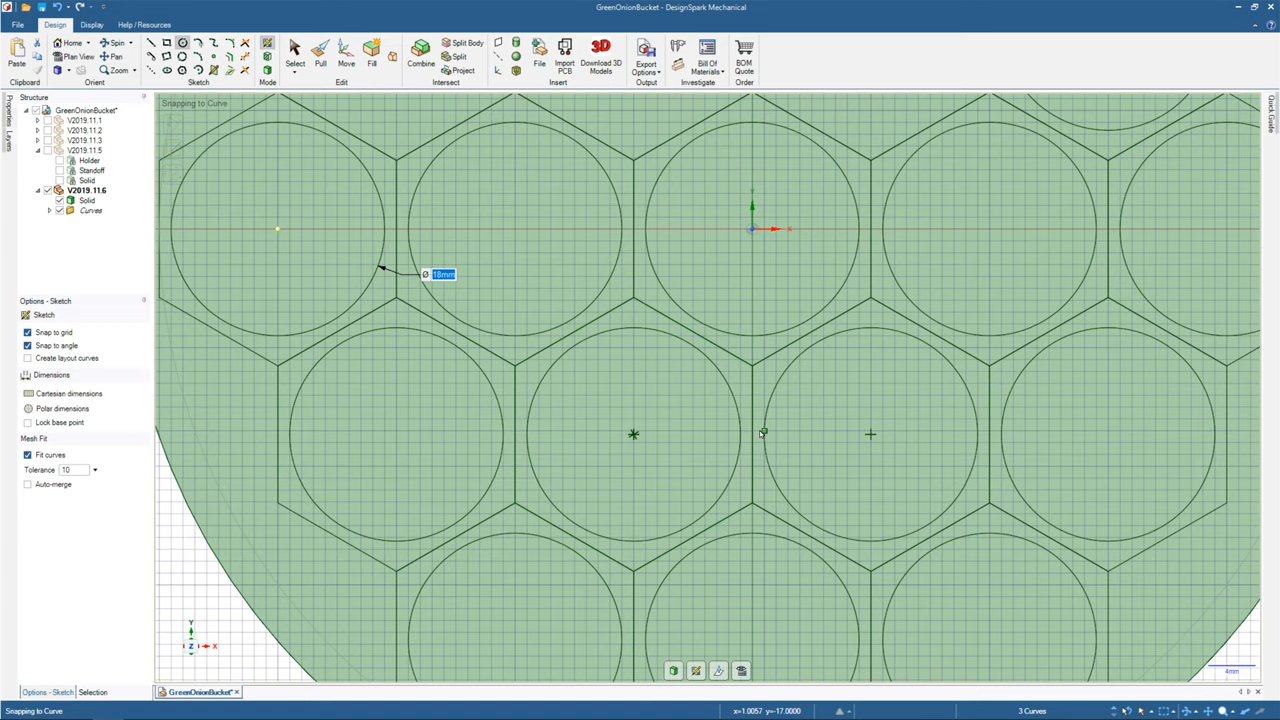 GreenOnionBucket - DesignSpark Mechanical
File Design Display Help / Resources
Paste Home Spin Select Pull Move Fill Combine Split Body File Import Download 3D Export Bill Of BOM
Plan View Pan Split PCB Models Options Materials Quote
Zoom Project
Clipboard Orient Sketch Mode Edit Intersect Insert Output Investigate Order
Structure
GreenOnionBucket*
V2019.11.1
V2019.11.2
V2019.11.3
V2019.11.5
Holder
Standoff
Solid
V2019.11.6
Solid
Curves
Properties
Layers
Options - Sketch
Sketch
Snap to grid
Snap to angle
Create layout curves
Dimensions
Cartesian dimensions
Polar dimensions
Lock base point
Mesh Fit
Fit curves
Tolerance 10
Auto-merge
Options - Sketch Selection
Snapping to Curve
Quick Guide
Y
X
Ø 18mm
Y
Z X
4mm
GreenOnionBucket*
Snapping to Curve x=1.0057 y=-17.0000 3 Curves